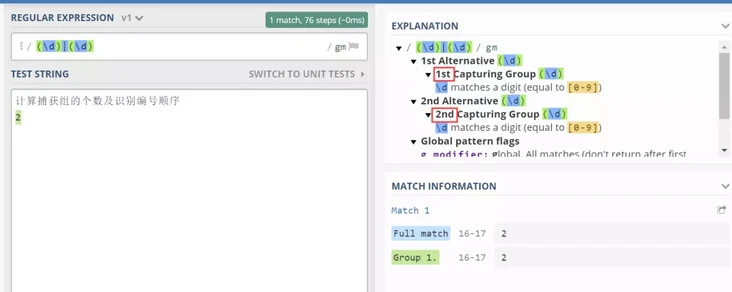 REGULAR EXPRESSION v1
1 match, 76 steps (~0ms)
/ (\d)|(\d) / gm
TEST STRING
SWITCH TO UNIT TESTS
计算捕获组的个数及识别编号顺序
2
EXPLANATION
/ (\d)|(\d) / gm
1st Alternative (\d)
1st Capturing Group (\d)
\d matches a digit (equal to [0-9])
2nd Alternative (\d)
2nd Capturing Group (\d)
\d matches a digit (equal to [0-9])
Global pattern flags
g modifier: global. All matches (don't return after first
MATCH INFORMATION
Match 1
Full match 16-17 2
Group 1. 16-17 2